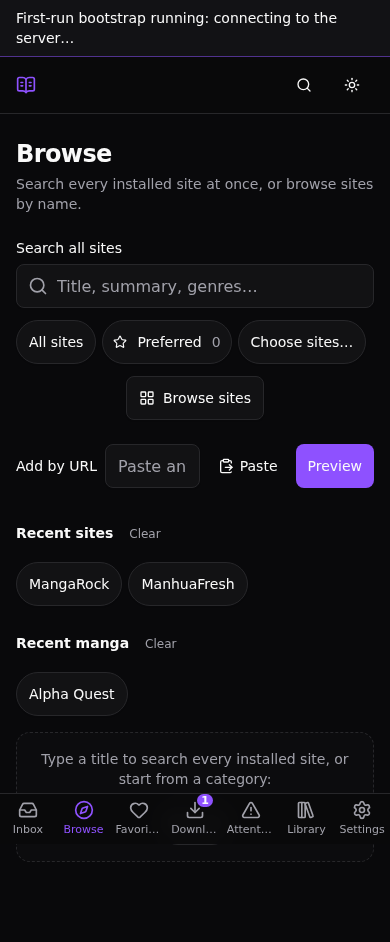 First-run bootstrap running: connecting to the
server…
Browse
Search every installed site at once, or browse sites
by name.
Search all sites
Title, summary, genres…
All sites
Preferred 0
Choose sites…
Browse sites
Add by URL
Paste an
Paste
Preview
Recent sites
Clear
MangaRock
ManhuaFresh
Recent manga
Clear
Alpha Quest
Type a title to search every installed site, or
start from a category:
1
Inbox
Browse
Favori…
Downl…
Attent…
Library
Settings